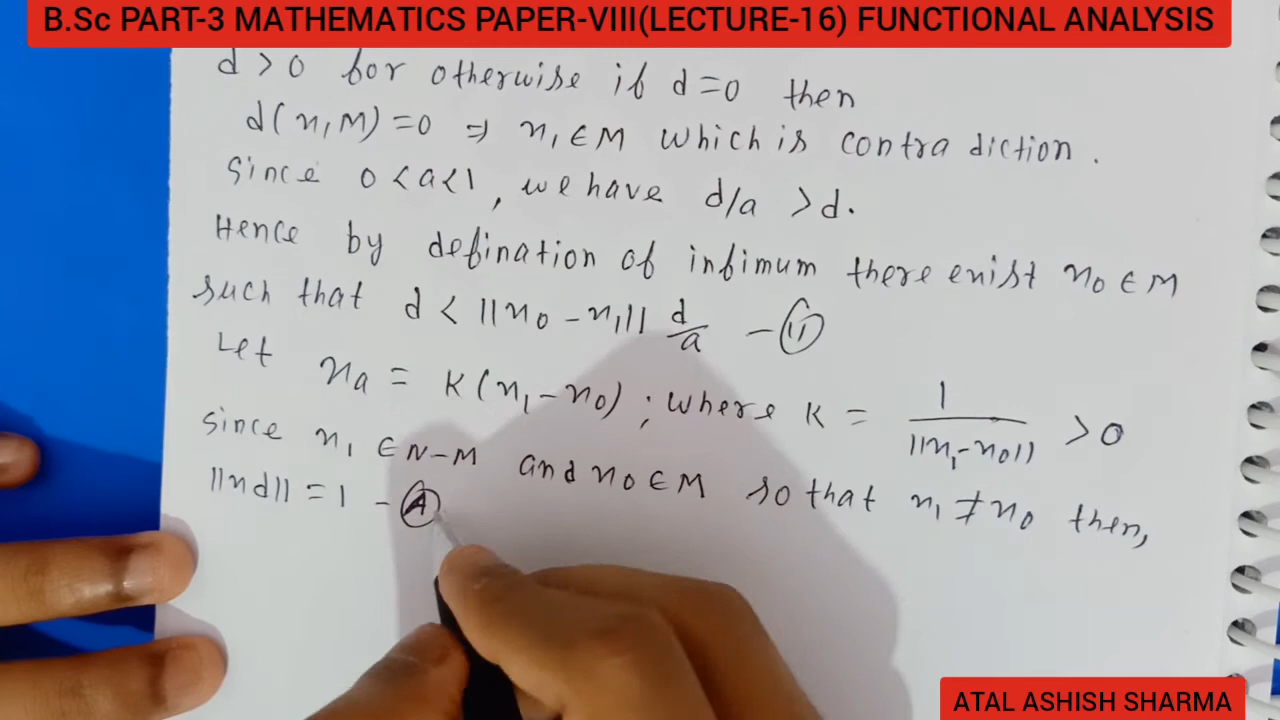 B.Sc PART-3 MATHEMATICS PAPER-VIII(LECTURE-16) FUNCTIONAL ANALYSIS
d > 0 for otherwise if d = 0 then
d(x₁, M) = 0 ⇒ x₁ ∈ M which is contradiction.
Since 0 < a < 1, we have d/a > d.
Hence by defination of infimum there exist x₀ ∈ M
such that d < ||x₀ - x₁|| d/a - (ii)
Let xa = K(x₁ - x₀) ; where K = 1/||x₁ - x₀|| > 0
since x₁ ∈ N - M and x₀ ∈ M so that x₁ ≠ x₀ then,
||xd|| = 1 - (A)
ATAL ASHISH SHARMA